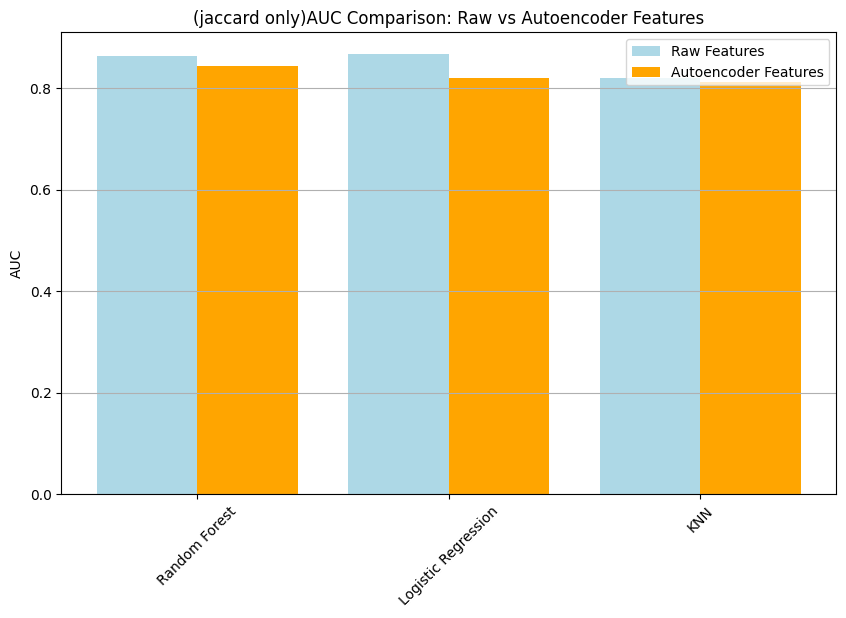 (jaccard only)AUC Comparison: Raw vs Autoencoder Features
Raw Features
Autoencoder Features
AUC
0.8
0.6
0.4
0.2
0.0
Random Forest
Logistic Regression
KNN